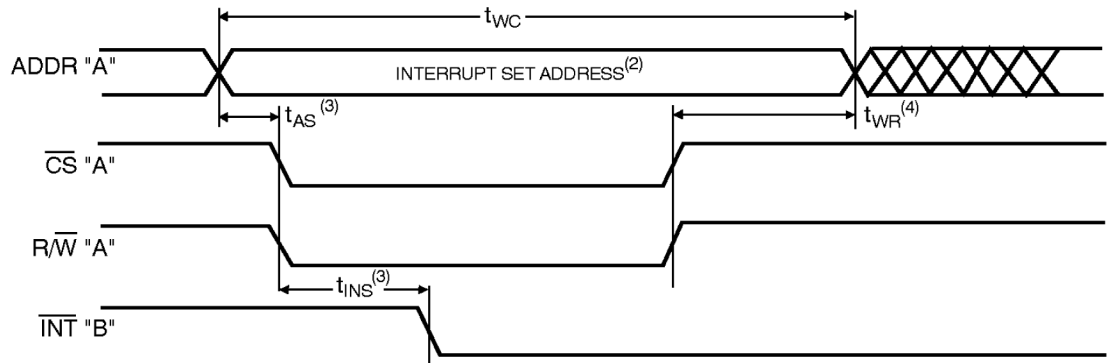 tWC
ADDR "A"
INTERRUPT SET ADDRESS(2)
tAS(3)
tWR(4)
CS "A"
R/W "A"
tINS(3)
INT "B"